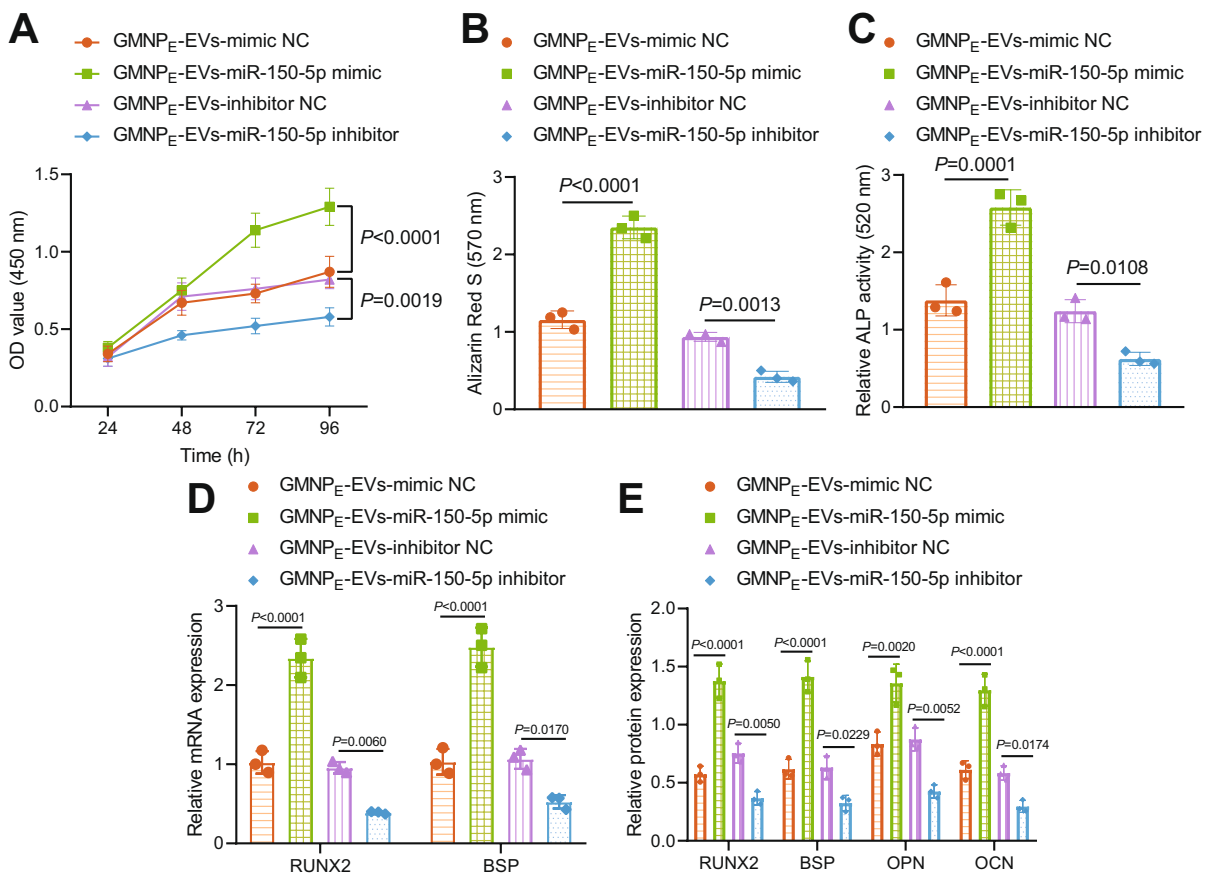 A
GMNPE-EVs-mimic NC
GMNPE-EVs-miR-150-5p mimic
GMNPE-EVs-inhibitor NC
GMNPE-EVs-miR-150-5p inhibitor
OD value (450 nm)
1.5
1.0
0.5
0.0
24 48 72 96
Time (h)
P<0.0001
P=0.0019
B
GMNPE-EVs-mimic NC
GMNPE-EVs-miR-150-5p mimic
GMNPE-EVs-inhibitor NC
GMNPE-EVs-miR-150-5p inhibitor
Alizarin Red S (570 nm)
3
2
1
0
P<0.0001
P=0.0013
C
GMNPE-EVs-mimic NC
GMNPE-EVs-miR-150-5p mimic
GMNPE-EVs-inhibitor NC
GMNPE-EVs-miR-150-5p inhibitor
Relative ALP activity (520 nm)
3
2
1
0
P=0.0001
P=0.0108
D
GMNPE-EVs-mimic NC
GMNPE-EVs-miR-150-5p mimic
GMNPE-EVs-inhibitor NC
GMNPE-EVs-miR-150-5p inhibitor
Relative mRNA expression
3
2
1
0
P<0.0001
P=0.0060
P<0.0001
P=0.0170
RUNX2 BSP
E
GMNPE-EVs-mimic NC
GMNPE-EVs-miR-150-5p mimic
GMNPE-EVs-inhibitor NC
GMNPE-EVs-miR-150-5p inhibitor
Relative protein expression
2.0
1.5
1.0
0.5
0.0
P<0.0001
P=0.0050
P<0.0001
P=0.0229
P=0.0020
P=0.0052
P<0.0001
P=0.0174
RUNX2 BSP OPN OCN